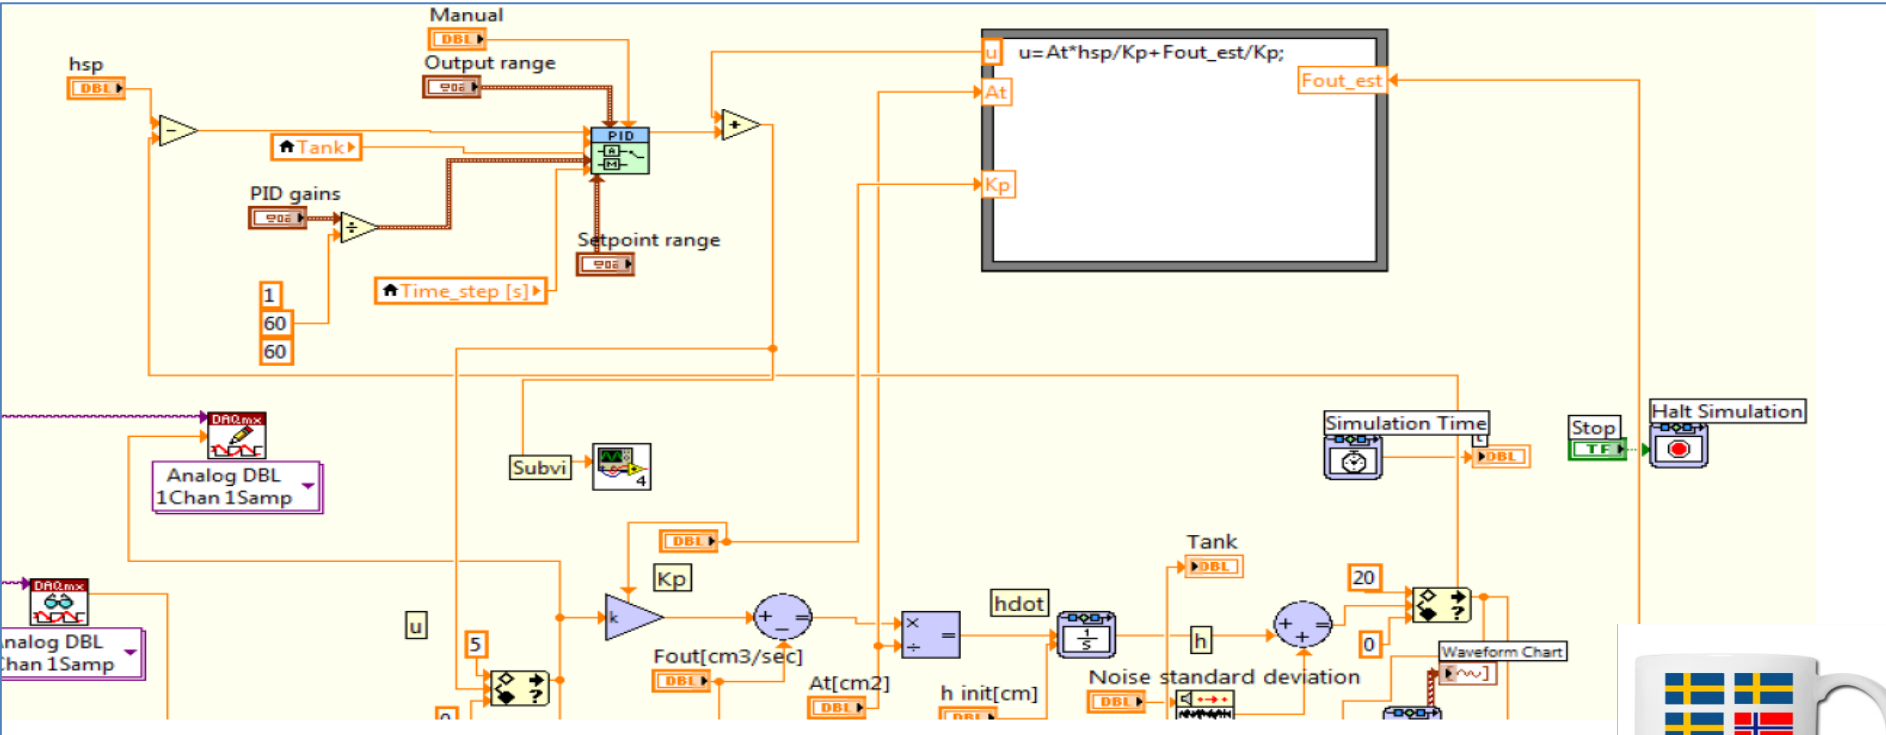 Manual
DBL
hsp
DBL
Output range
u
u=At*hsp/Kp+Fout_est/Kp;
Fout_est
At
Tank
PID
PID gains
Kp
Setpoint range
Time_step [s]
1
60
60
DAQmx
Analog DBL
1Chan 1Samp
Subvi
4
Simulation Time
t
DBL
Stop
TF
Halt Simulation
DBL
Kp
k
DAQmx
Analog DBL
Chan 1Samp
u
5
0
Fout[cm3/sec]
DBL
At[cm2]
DBL
hdot
1
s
h init[cm]
DBL
h
Tank
DBL
Noise standard deviation
DBL
20
0
Waveform Chart